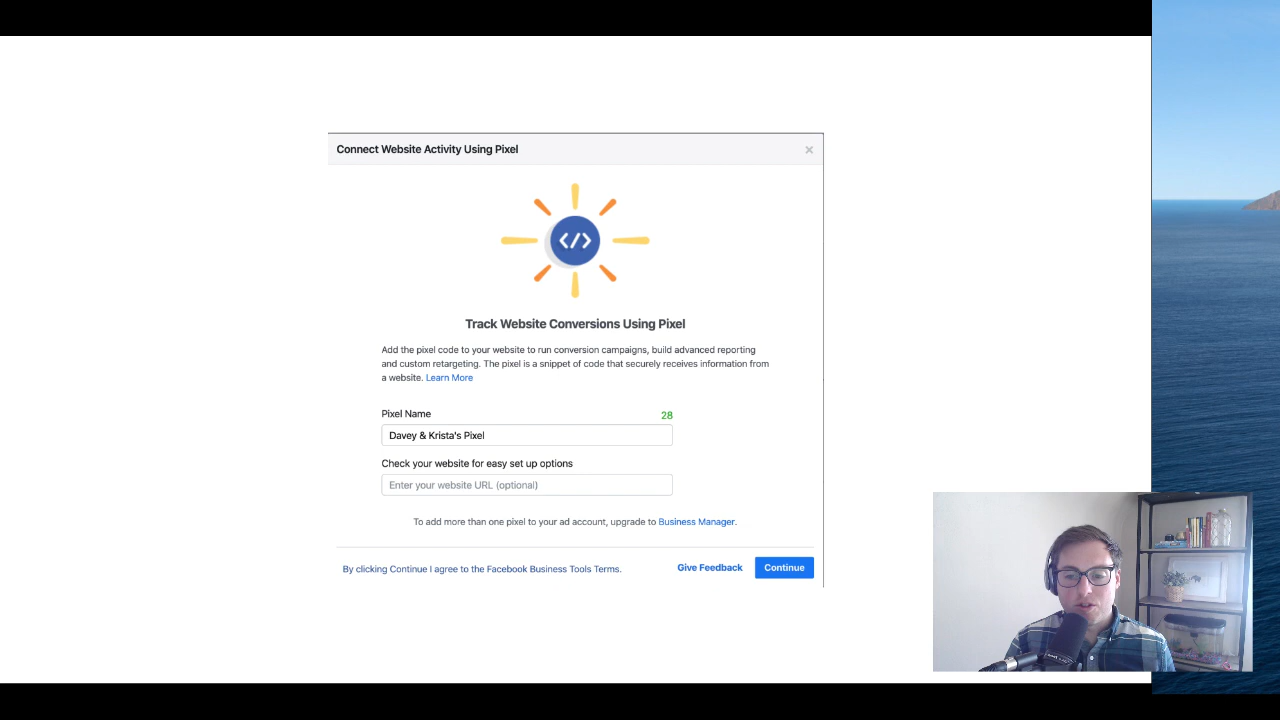 Connect Website Activity Using Pixel
×
</>
Track Website Conversions Using Pixel
Add the pixel code to your website to run conversion campaigns, build advanced reporting
and custom retargeting. The pixel is a snippet of code that securely receives information from
a website. Learn More
Pixel Name 28
Davey & Krista's Pixel
Check your website for easy set up options
Enter your website URL (optional)
To add more than one pixel to your ad account, upgrade to Business Manager.
By clicking Continue I agree to the Facebook Business Tools Terms. Give Feedback Continue